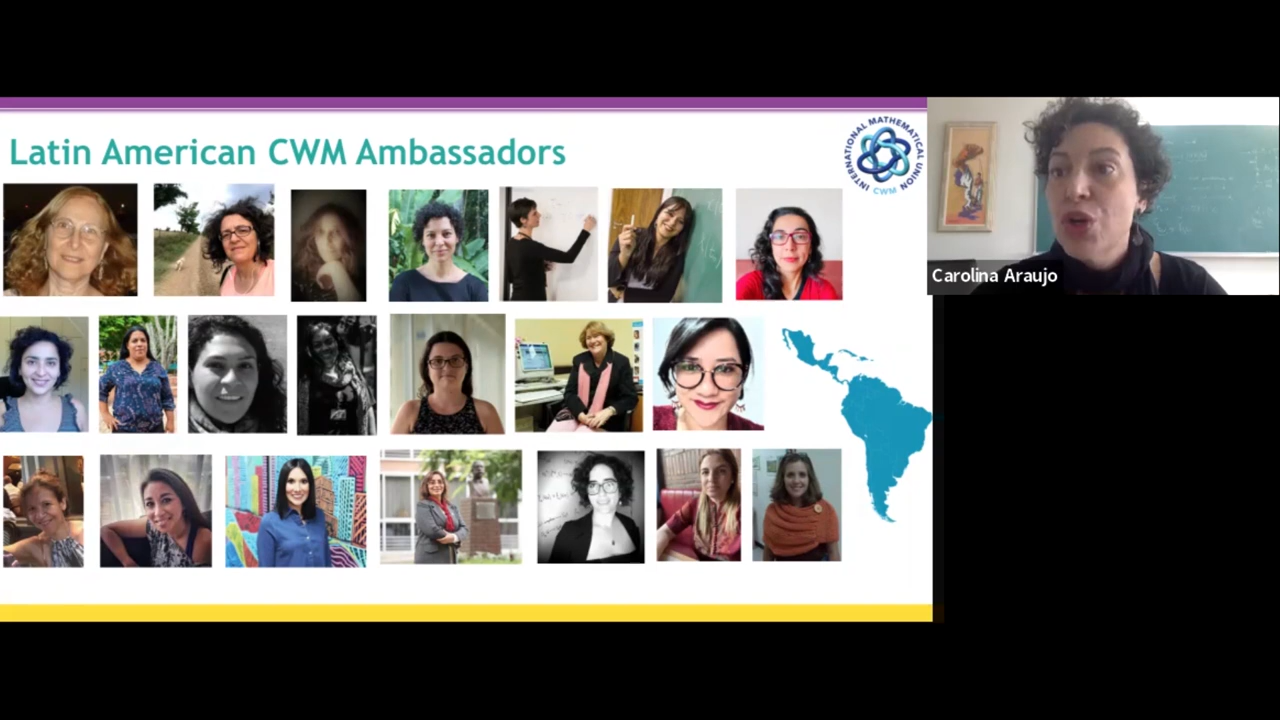 Latin American CWM Ambassadors
INTERNATIONAL MATHEMATICAL UNION
CWM
Carolina Araujo